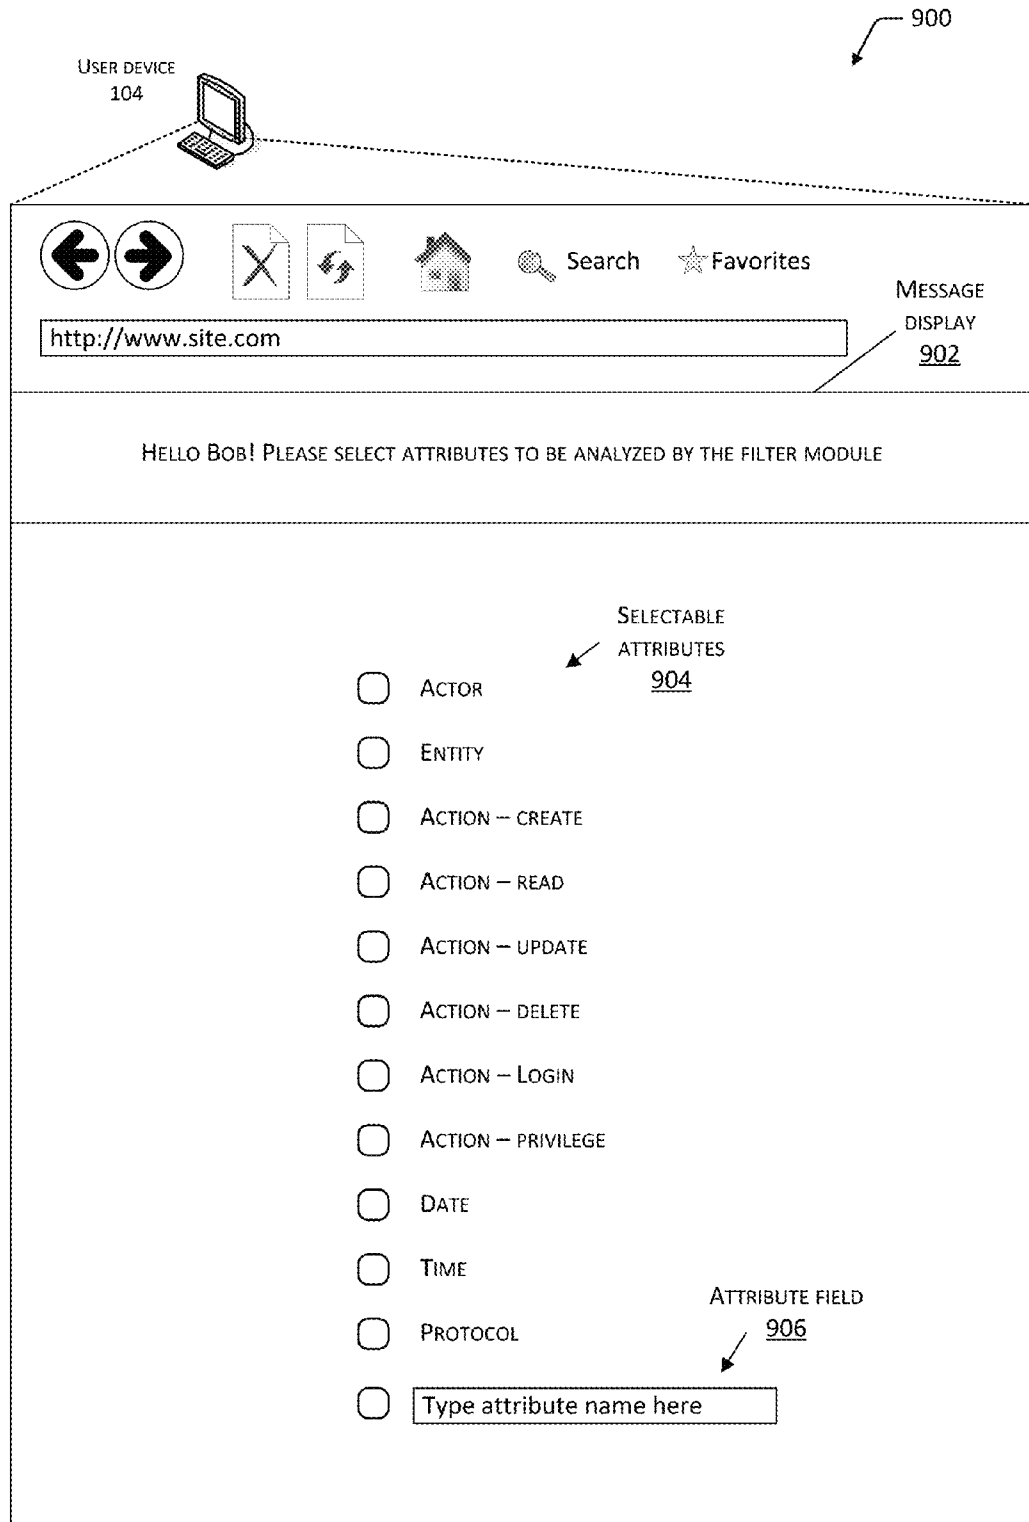 900
User device
104
Search
Favorites
Message
display
902
http://www.site.com
Hello Bob! Please select attributes to be analyzed by the filter module
Selectable
attributes
904
Actor
Entity
Action – create
Action – read
Action – update
Action – delete
Action – Login
Action – privilege
Date
Time
Attribute field
906
Protocol
Type attribute name here